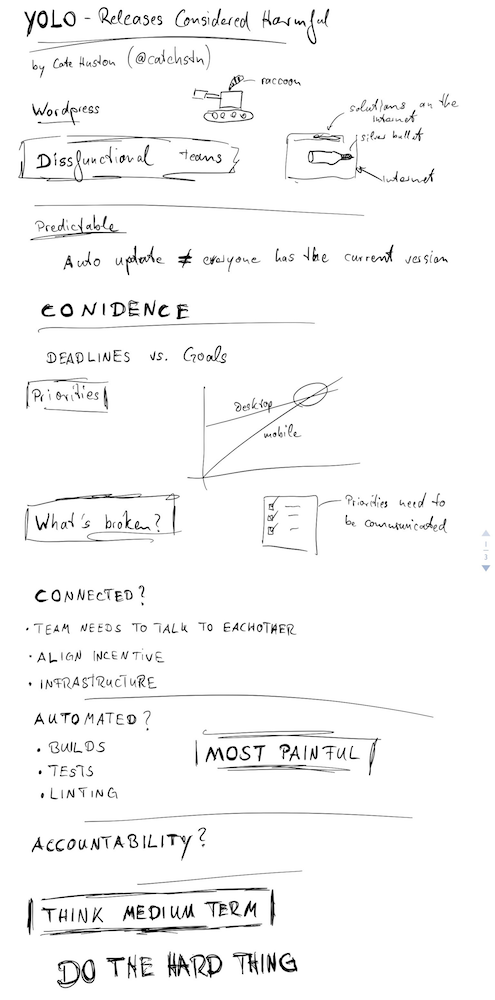 YOLO - Releases Considered Harmful
by Cate Huston (@catehstn)
raccoon
Wordpress
solutions on the
internet
silver bullet
Dissfunctional teams
internet
Predictable
Auto update ≠ everyone has the current version
CONIDENCE
DEADLINES vs. Goals
Priorities
Desktop
mobile
What's broken?
Priorities need to
be communicated
1
3
CONNECTED?
• TEAM NEEDS TO TALK TO EACHOTHER
• ALIGN INCENTIVE
• INFRASTRUCTURE
AUTOMATED?
• BUILDS
• TESTS
• LINTING
MOST PAINFUL
ACCOUNTABILITY?
THINK MEDIUM TERM
DO THE HARD THING